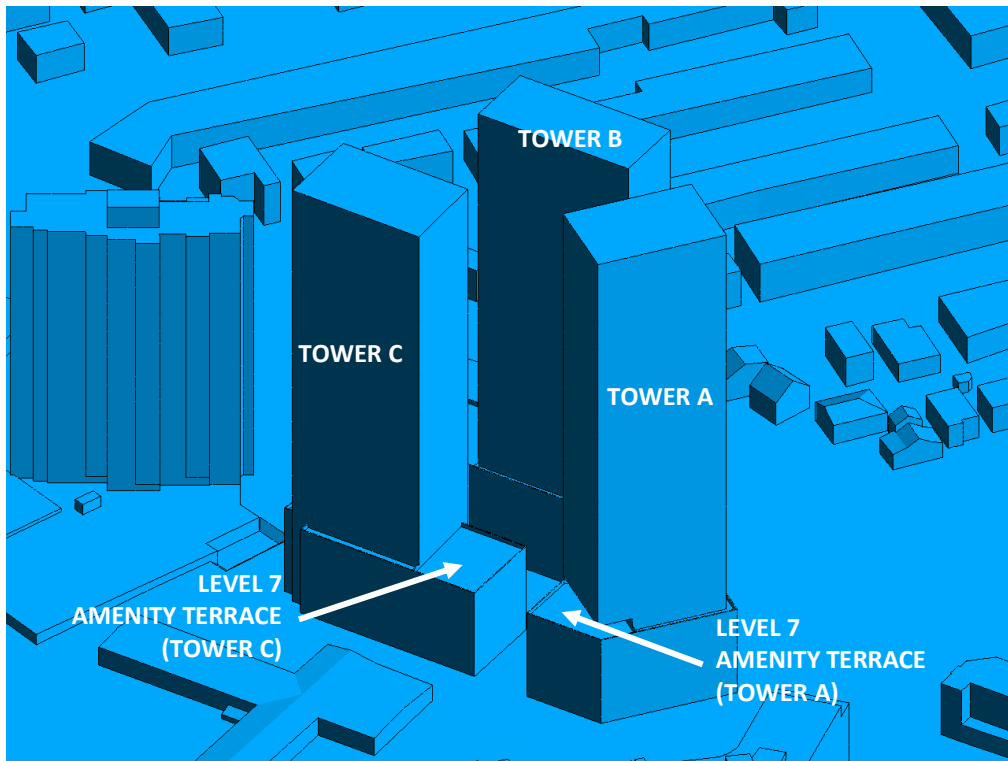 TOWER B
TOWER C
TOWER A
LEVEL 7
AMENITY TERRACE
(TOWER C)
LEVEL 7
AMENITY TERRACE
(TOWER A)